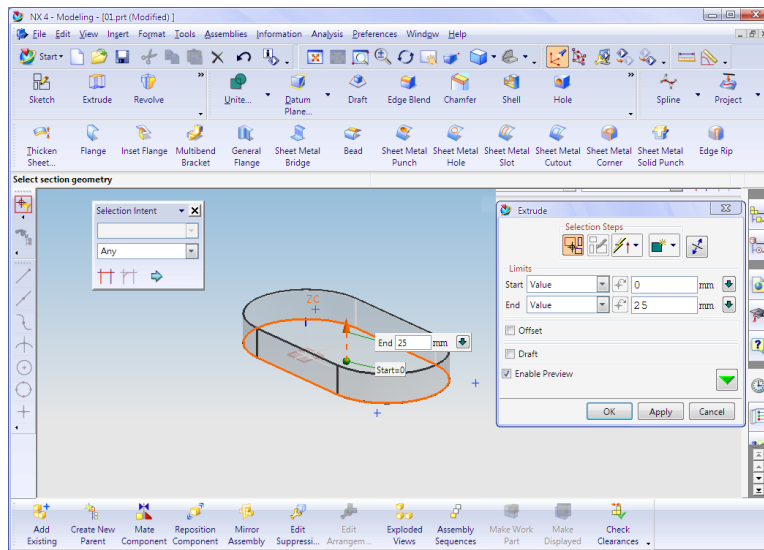 NX 4 - Modeling - [01.prt (Modified) ]
File Edit View Insert Format Tools Assemblies Information Analysis Preferences Window Help
Start
Sketch Extrude Revolve Unite... Datum Plane... Draft Edge Blend Chamfer Shell Hole Spline Project
Thicken Sheet... Flange Inset Flange Multibend Bracket General Flange Sheet Metal Bridge Bead Sheet Metal Punch Sheet Metal Hole Sheet Metal Slot Sheet Metal Cutout Sheet Metal Corner Sheet Metal Solid Punch Edge Rip
Select section geometry
Selection Intent
Any
ZC
End 25 mm
Start=0
Extrude
Selection Steps
Limits
Start Value 0 mm
End Value 25 mm
Offset
Draft
Enable Preview
OK Apply Cancel
Add Existing Create New Parent Mate Component Reposition Component Mirror Assembly Edit Suppressi... Edit Arrangem... Exploded Views Assembly Sequences Make Work Part Make Displayed Check Clearances